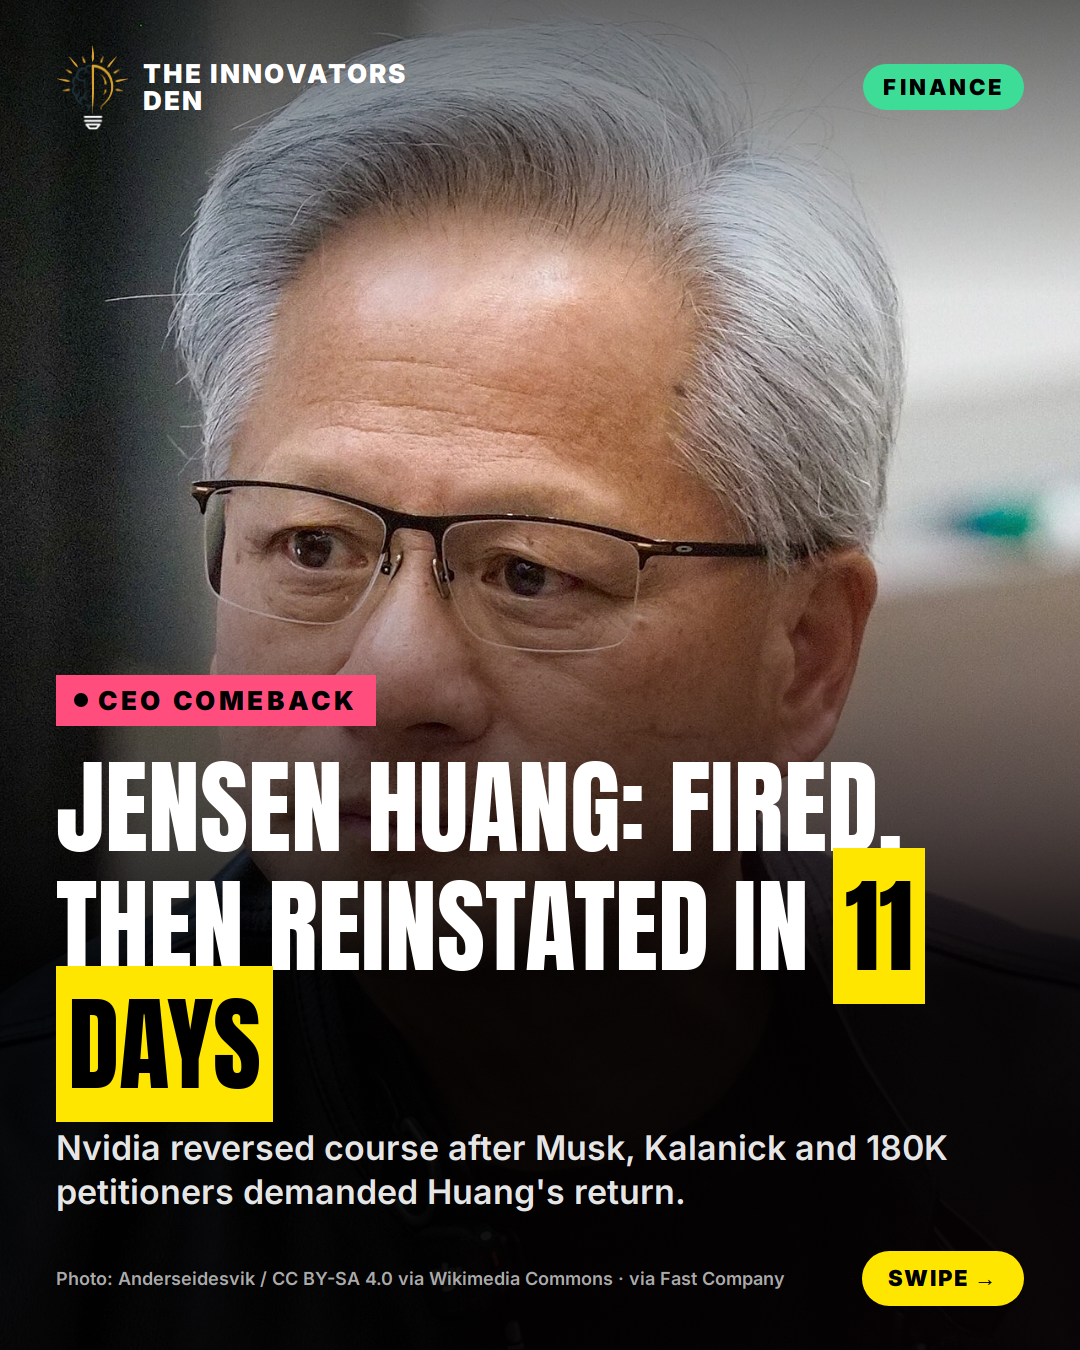 THE INNOVATORS
DEN
FINANCE
CEO COMEBACK
JENSEN HUANG: FIRED,
THEN REINSTATED IN 11
DAYS
Nvidia reversed course after Musk, Kalanick and 180K
petitioners demanded Huang's return.
Photo: Anderseidesvik / CC BY-SA 4.0 via Wikimedia Commons · via Fast Company
SWIPE →